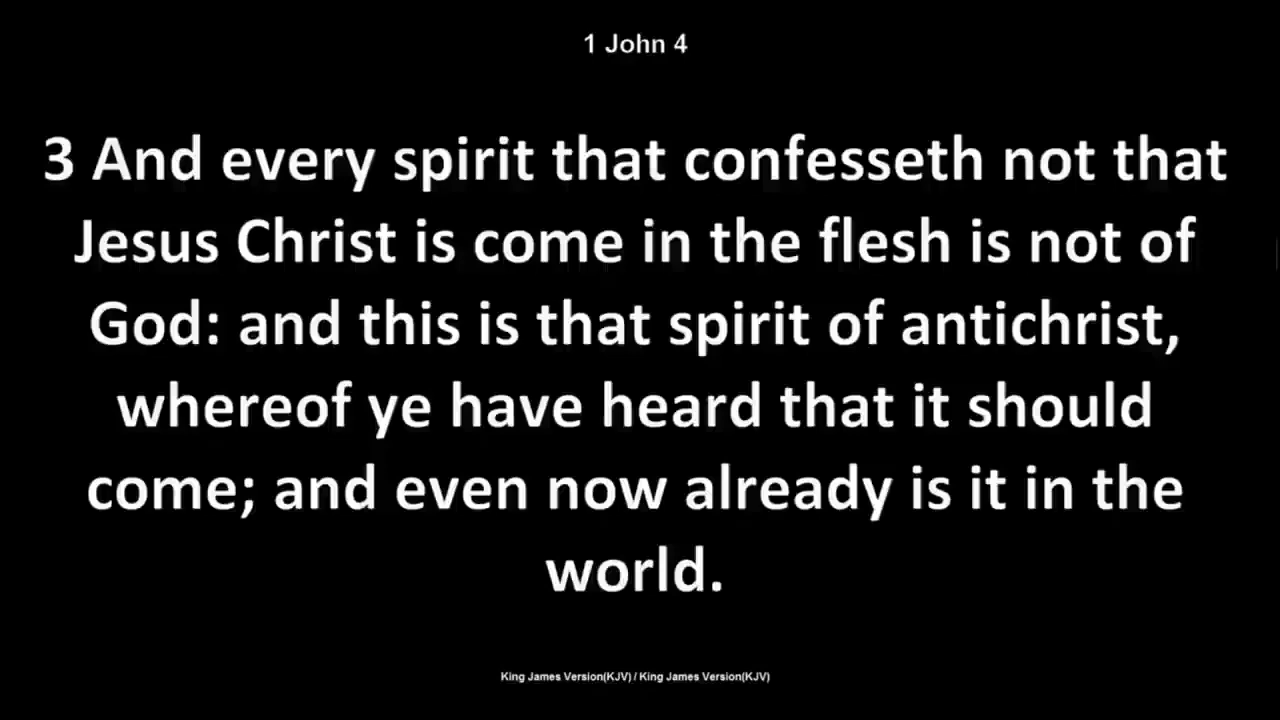 1 John 4
3 And every spirit that confesseth not that
Jesus Christ is come in the flesh is not of
God: and this is that spirit of antichrist,
whereof ye have heard that it should
come; and even now already is it in the
world.
King James Version(KJV) / King James Version(KJV)